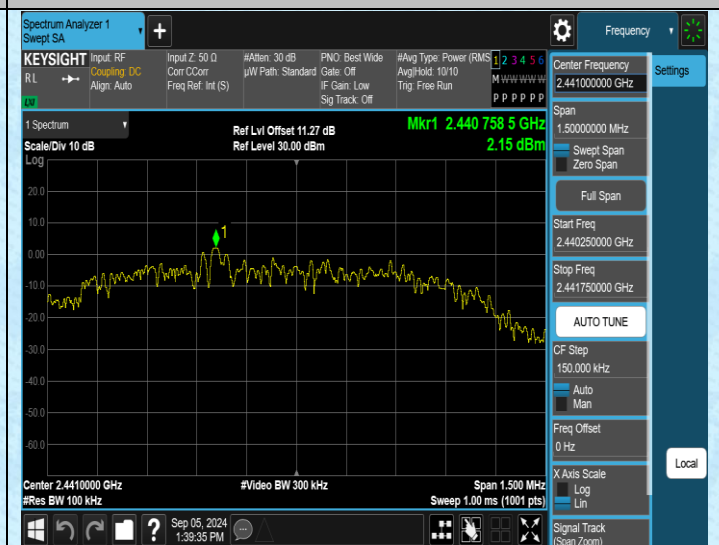 Spectrum Analyzer 1
Swept SA
+
Frequency
KEYSIGHT
RL
LXI
Input: RF
Coupling: DC
Align: Auto
Input Z: 50 Ω
Corr CCorr
Freq Ref: Int (S)
#Atten: 30 dB
µW Path: Standard
PNO: Best Wide
Gate: Off
IF Gain: Low
Sig Track: Off
#Avg Type: Power (RMS
Avg|Hold: 10/10
Trig: Free Run
1 2 3 4 5 6
M W W W W W
P P P P P P
Settings
1 Spectrum
Scale/Div 10 dB
Ref Lvl Offset 11.27 dB
Ref Level 30.00 dBm
Mkr1 2.440 758 5 GHz
2.15 dBm
Log
20.0
10.0
0.00
-10.0
-20.0
-30.0
-40.0
-50.0
-60.0
1
Center 2.4410000 GHz
#Res BW 100 kHz
#Video BW 300 kHz
Span 1.500 MHz
Sweep 1.00 ms (1001 pts)
Center Frequency
2.441000000 GHz
Span
1.50000000 MHz
Swept Span
Zero Span
Full Span
Start Freq
2.440250000 GHz
Stop Freq
2.441750000 GHz
AUTO TUNE
CF Step
150.000 kHz
Auto
Man
Freq Offset
0 Hz
X Axis Scale
Log
Lin
Signal Track
(Span Zoom)
Local
?
Sep 05, 2024
1:39:35 PM